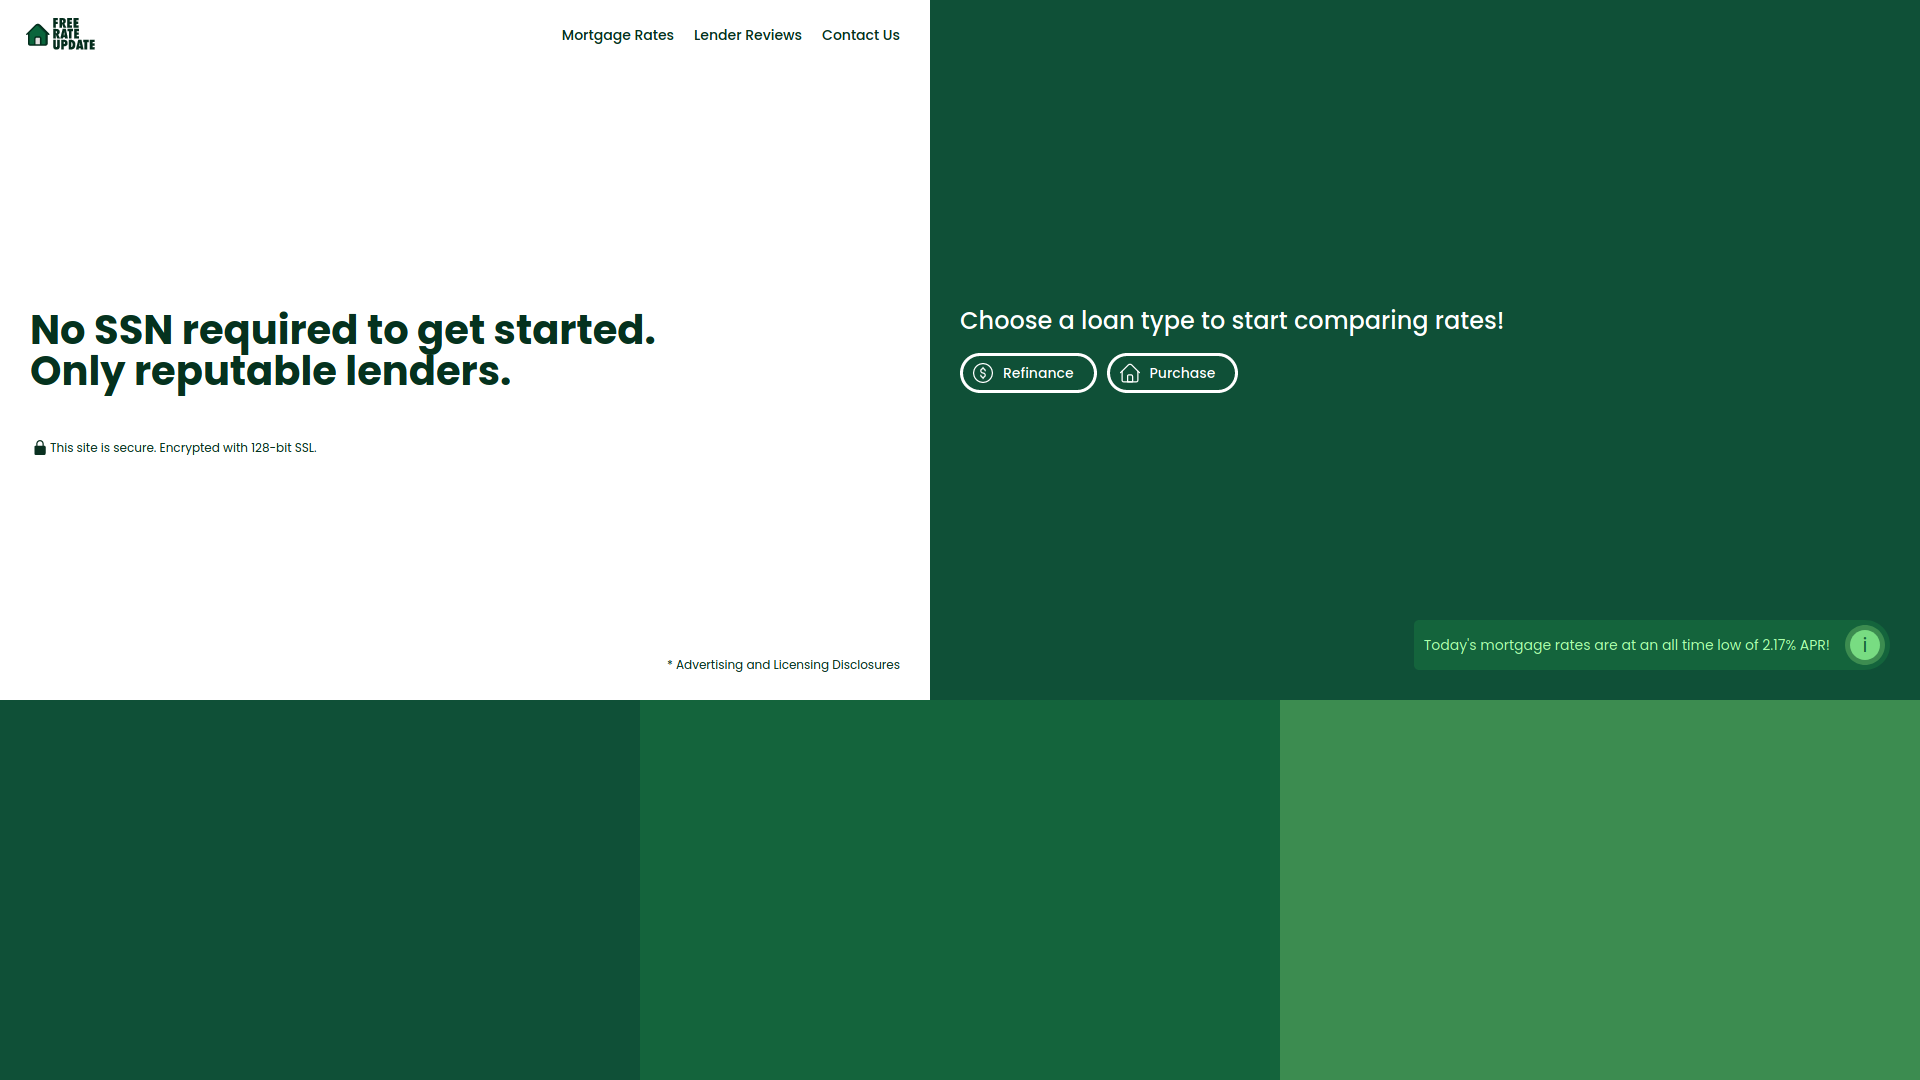 FREE
RATE
UPDATE
Mortgage Rates
Lender Reviews
Contact Us
No SSN required to get started.
Only reputable lenders.
This site is secure. Encrypted with 128-bit SSL.
* Advertising and Licensing Disclosures
Choose a loan type to start comparing rates!
Refinance
Purchase
Today's mortgage rates are at an all time low of 2.17% APR!
i